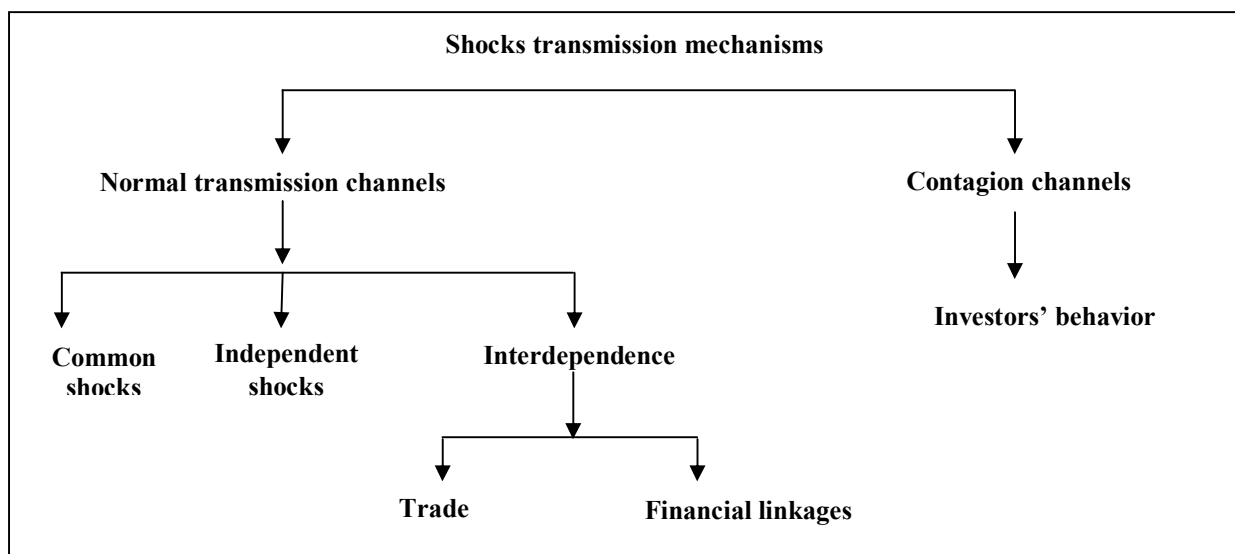 Shocks transmission mechanisms
Normal transmission channels
Contagion channels
Common
shocks
Independent
shocks
Interdependence
Investors’ behavior
Trade
Financial linkages